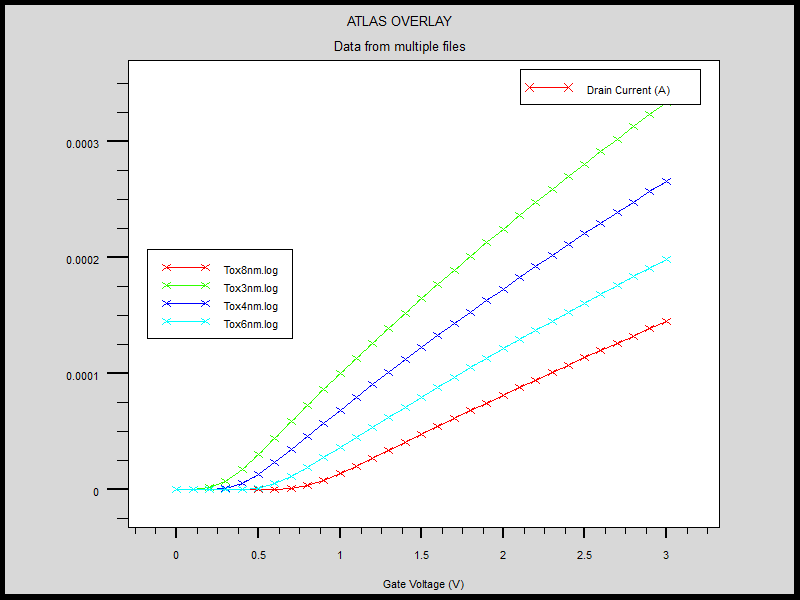 ATLAS OVERLAY
Data from multiple files
Drain Current (A)
0.0003
0.0002
Tox8nm.log
Tox3nm.log
Tox4nm.log
Tox6nm.log
0.0001
0
0 0.5 1 1.5 2 2.5 3
Gate Voltage (V)